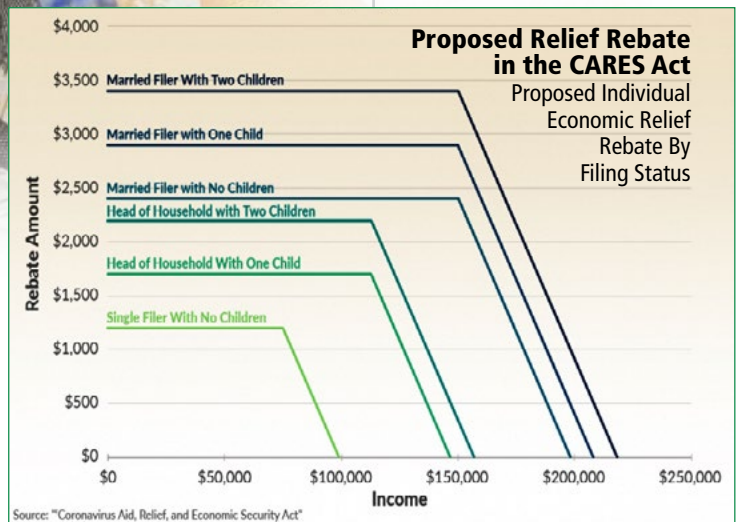 Proposed Relief Rebate
in the CARES Act
Proposed Individual
Economic Relief
Rebate By
Filing Status
Rebate Amount
$4,000
$3,500
$3,000
$2,500
$2,000
$1,500
$1,000
$500
$0
Married Filer With Two Children
Married Filer with One Child
Married Filer with No Children
Head of Household with Two Children
Head of Household With One Child
Single Filer With No Children
$0
$50,000
$100,000
$150,000
$200,000
$250,000
Income
Source: "Coronavirus Aid, Relief, and Economic Security Act"